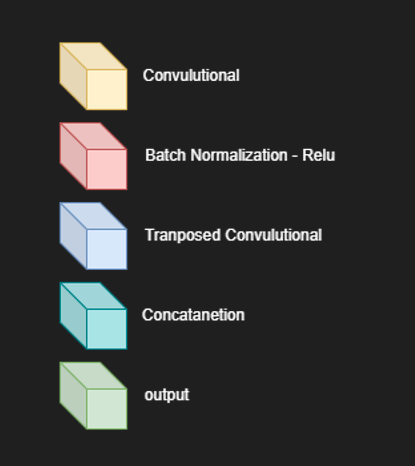 Convulutional
Batch Normalization - Relu
Tranposed Convulutional
Concatanetion
output